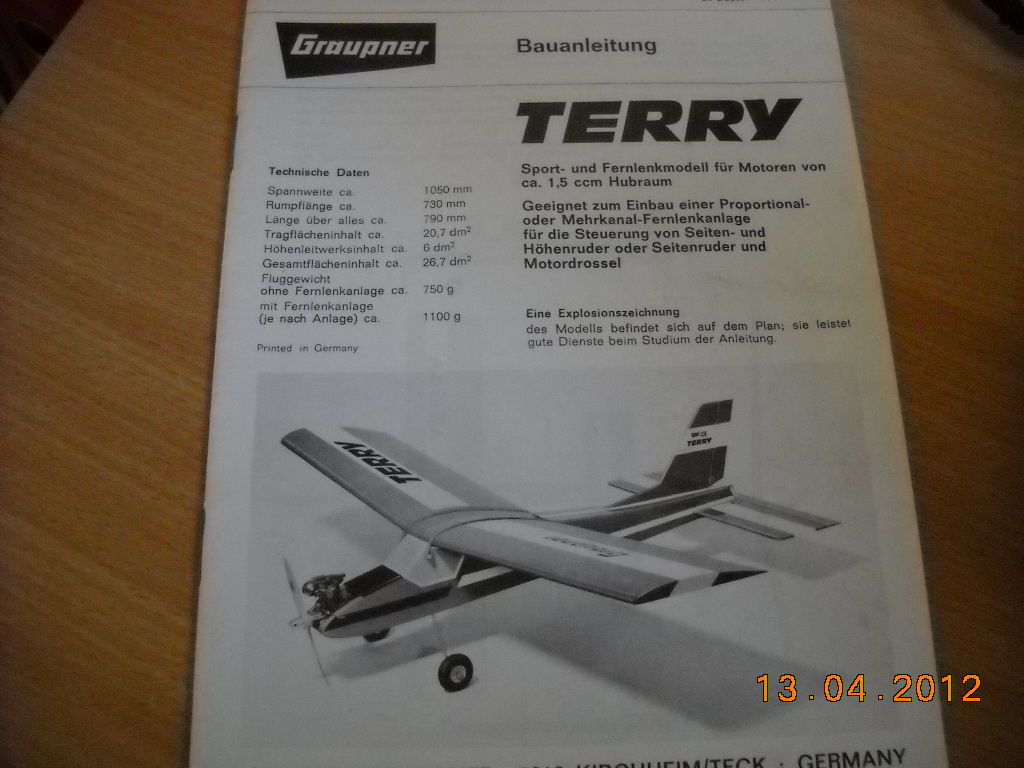 Graupner
Bauanleitung
TERRY
Technische Daten
Spannweite ca. 1050 mm
Rumpflänge ca. 730 mm
Länge über alles ca. 790 mm
Tragflächeninhalt ca. 20,7 dm²
Höhenleitwerksinhalt ca. 6 dm²
Gesamtflächeninhalt ca. 26,7 dm²
Fluggewicht
ohne Fernlenkanlage ca. 750 g
mit Fernlenkanlage
(je nach Anlage) ca. 1100 g
Printed in Germany
Sport- und Fernlenkmodell für Motoren von
ca. 1,5 ccm Hubraum
Geeignet zum Einbau einer Proportional-
oder Mehrkanal-Fernlenkanlage
für die Steuerung von Seiten- und
Höhenruder oder Seitenruder und
Motordrossel
Eine Explosionszeichnung
des Modells befindet sich auf dem Plan; sie leistet
gute Dienste beim Studium der Anleitung.
TERRY
TERRY
Graupner
13.04.2012
KIRCHHEIM/TECK · GERMANY